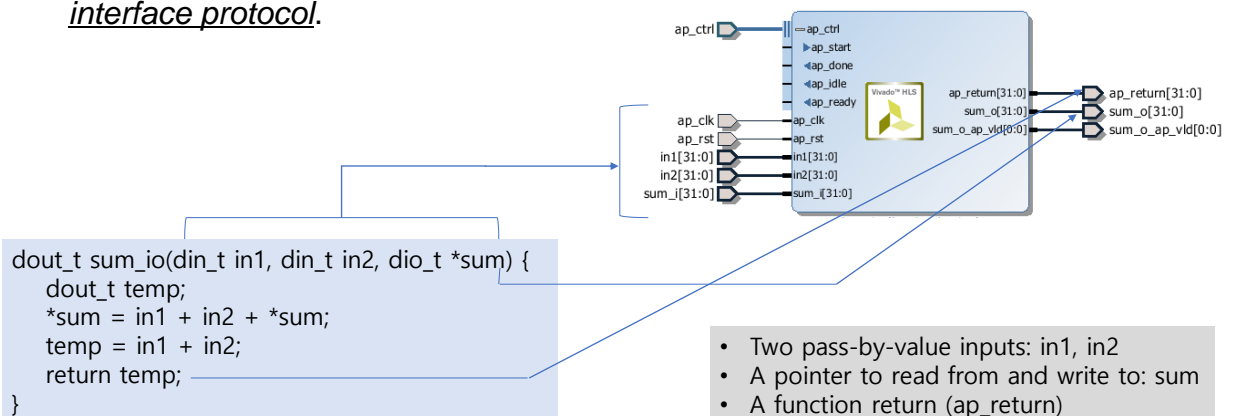 interface protocol.
ap_ctrl
ap_ctrl
ap_start
ap_done
ap_idle
ap_ready
ap_clk
ap_rst
in1[31:0]
in2[31:0]
sum_i[31:0]
ap_clk
ap_rst
in1[31:0]
in2[31:0]
sum_i[31:0]
Vivado™ HLS
ap_return[31:0]
sum_o[31:0]
sum_o_ap_vld[0:0]
ap_return[31:0]
sum_o[31:0]
sum_o_ap_vld[0:0]
dout_t sum_io(din_t in1, din_t in2, dio_t *sum) {
dout_t temp;
*sum = in1 + in2 + *sum;
temp = in1 + in2;
return temp;
}
• Two pass-by-value inputs: in1, in2
• A pointer to read from and write to: sum
• A function return (ap_return)